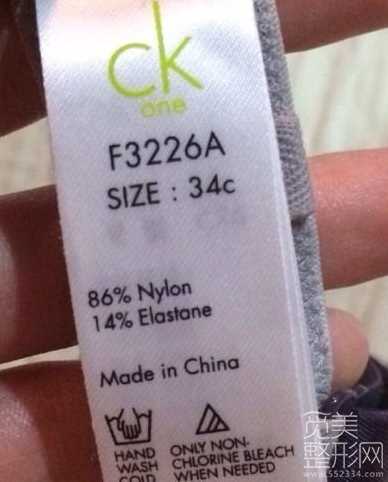 ck
one
F3226A
SIZE : 34c
86% Nylon
14% Elastane
Made in China
HAND
WASH
COLD
ONLY NON-
CHLORINE BLEACH
WHEN NEEDED
觅美
整形网
www.552334.com